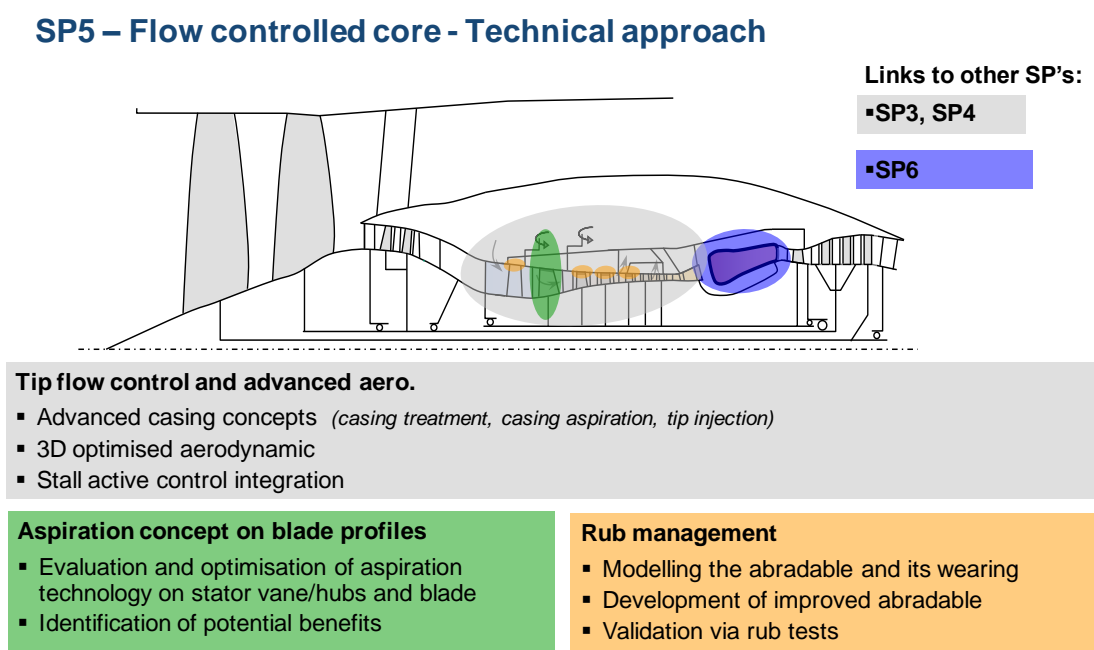 SP5 – Flow controlled core - Technical approach
Links to other SP's:
▪SP3, SP4
▪SP6
Tip flow control and advanced aero.
▪ Advanced casing concepts (casing treatment, casing aspiration, tip injection)
▪ 3D optimised aerodynamic
▪ Stall active control integration
Aspiration concept on blade profiles
▪ Evaluation and optimisation of aspiration
technology on stator vane/hubs and blade
▪ Identification of potential benefits
Rub management
▪ Modelling the abradable and its wearing
▪ Development of improved abradable
▪ Validation via rub tests